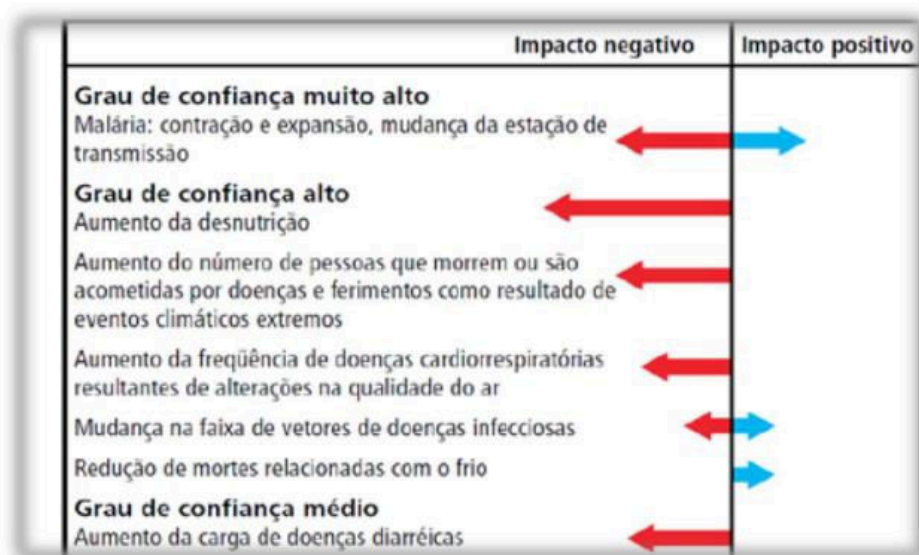 Impacto negativo Impacto positivo
Grau de confiança muito alto
Malária: contração e expansão, mudança da estação de
transmissão
Grau de confiança alto
Aumento da desnutrição
Aumento do número de pessoas que morrem ou são
acometidas por doenças e ferimentos como resultado de
eventos climáticos extremos
Aumento da freqüência de doenças cardiorrespiratórias
resultantes de alterações na qualidade do ar
Mudança na faixa de vetores de doenças infecciosas
Redução de mortes relacionadas com o frio
Grau de confiança médio
Aumento da carga de doenças diarréicas